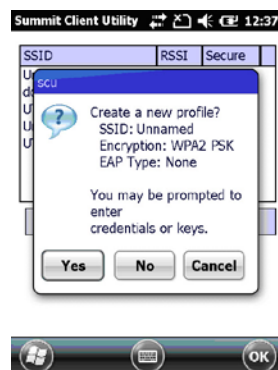 Summit Client Utility 12:37
SSID RSSI Secure
scu
Create a new profile?
SSID: Unnamed
Encryption: WPA2 PSK
EAP Type: None
You may be prompted to
enter
credentials or keys.
Yes No Cancel
OK